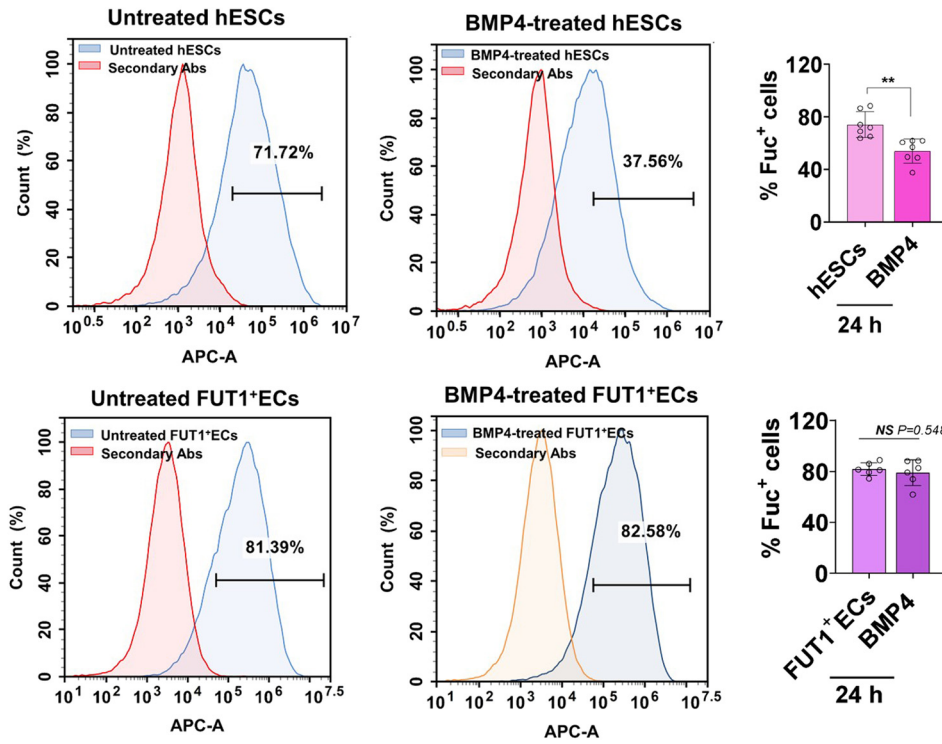 Untreated hESCs
Untreated hESCs
Secondary Abs
71.72%
Count (%)
0
20
40
60
80
100
10^0.5 10^2 10^3 10^4 10^5 10^6 10^7
APC-A
BMP4-treated hESCs
BMP4-treated hESCs
Secondary Abs
37.56%
Count (%)
0
20
40
60
80
100
10^0.5 10^2 10^3 10^4 10^5 10^6 10^7
APC-A
% Fuc⁺ cells
120
80
40
0
**
hESCs
BMP4
24 h
Untreated FUT1⁺ECs
Untreated FUT1⁺ECs
Secondary Abs
81.39%
Count (%)
0
20
40
60
80
100
10^1 10^2 10^3 10^4 10^5 10^6 10^7.5
APC-A
BMP4-treated FUT1⁺ECs
BMP4-treated FUT1⁺ECs
Secondary Abs
82.58%
Count (%)
0
20
40
60
80
100
10^1 10^2 10^3 10^4 10^5 10^6 10^7.5
APC-A
% Fuc⁺ cells
120
80
40
0
NS P=0.548
FUT1⁺ECs
BMP4
24 h